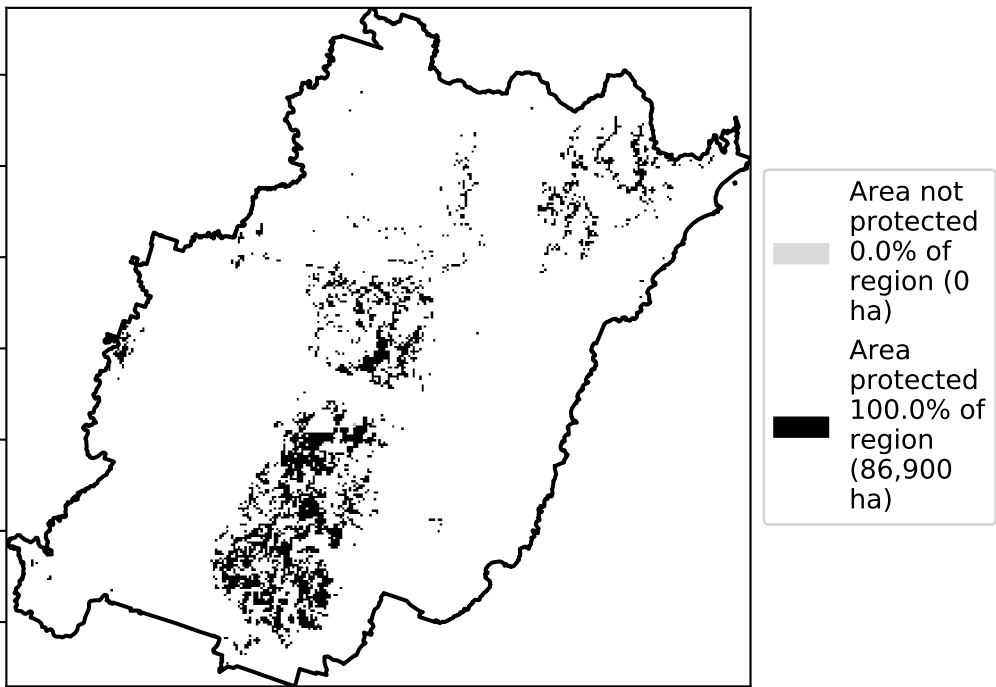 Area not
protected
0.0% of
region (0
ha)
Area
protected
100.0% of
region
(86,900
ha)